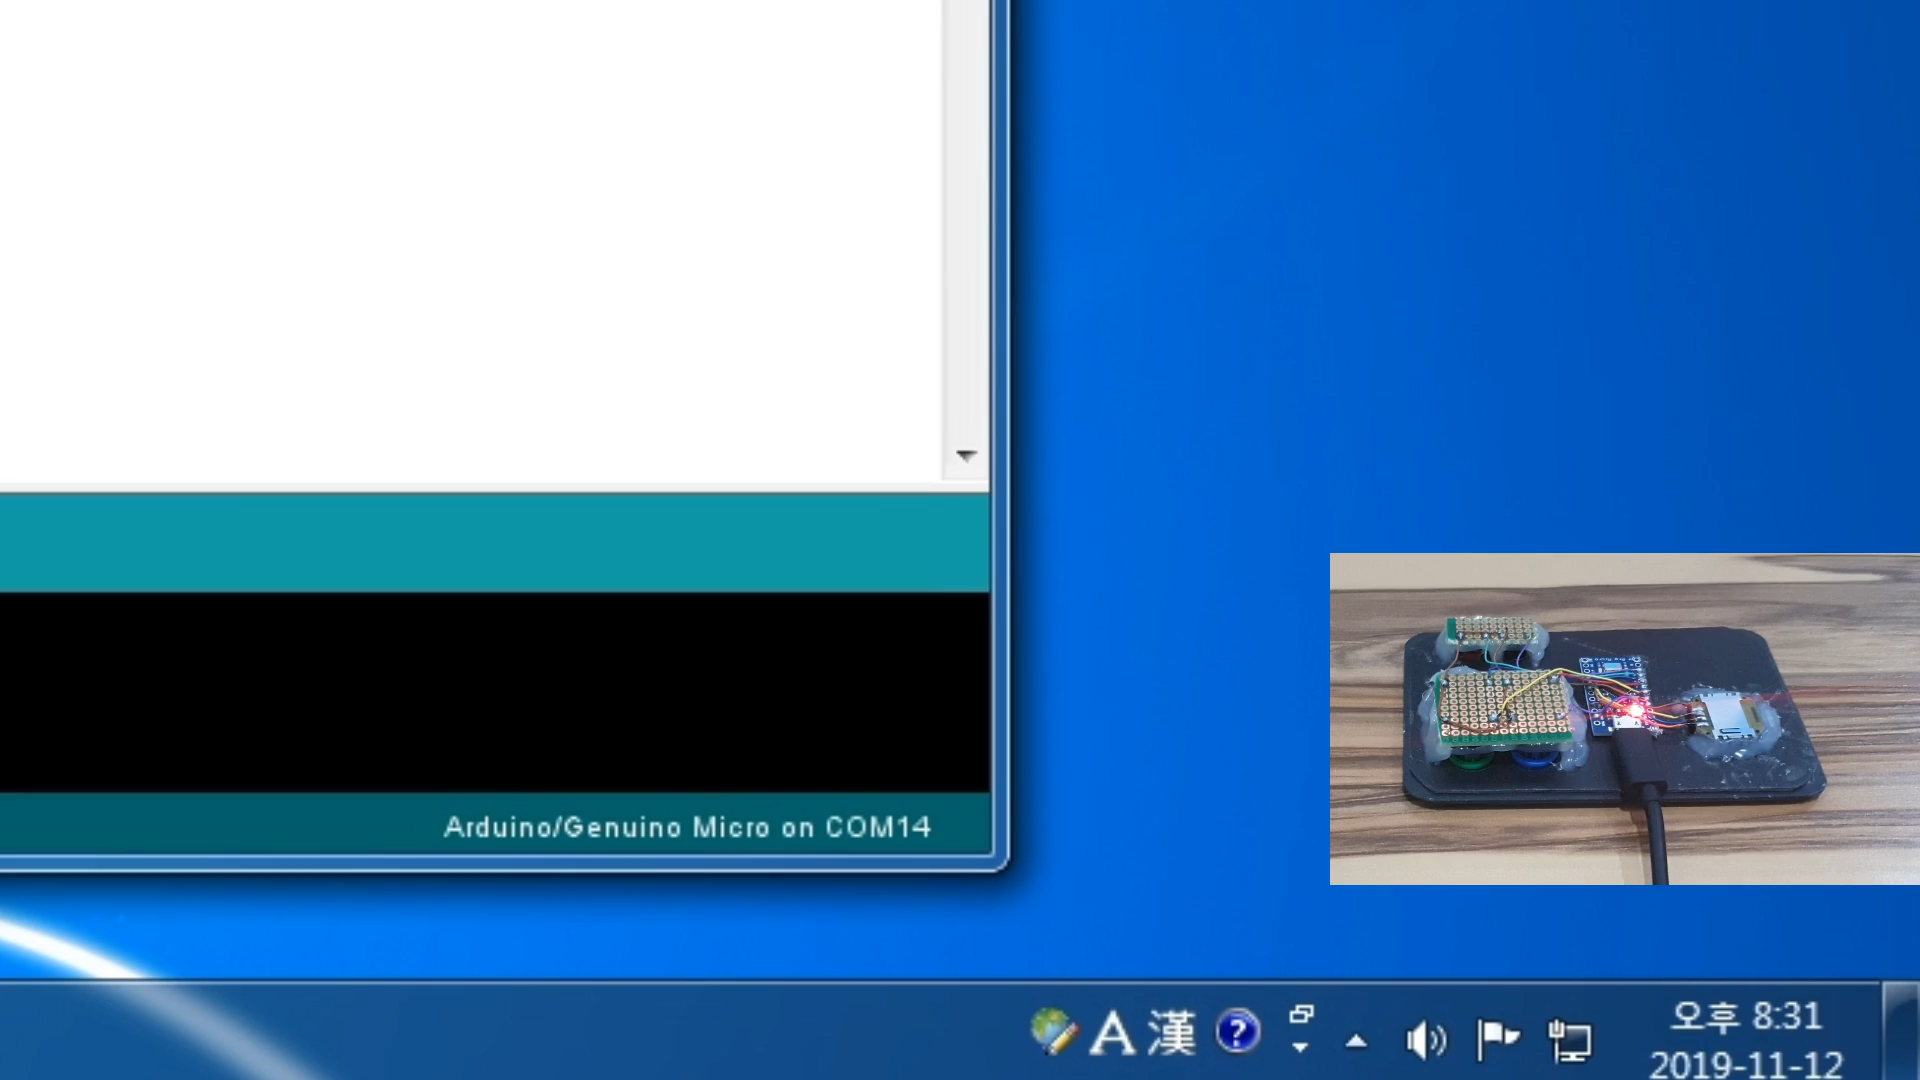 Arduino/Genuino Micro on COM14
A 漢 ?
오후 8:31
2019-11-12